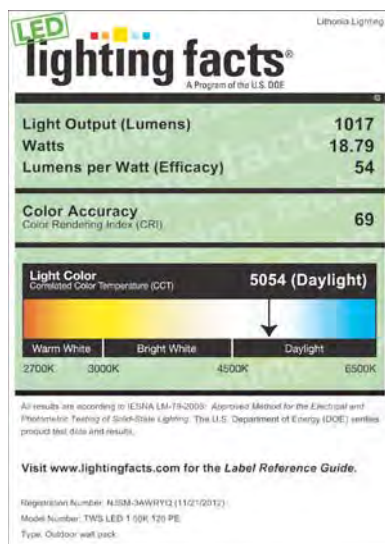 Lithonia Lighting
LED
lighting facts®
A Program of the U.S. DOE
Light Output (Lumens) 1017
Watts 18.79
Lumens per Watt (Efficacy) 54
Color Accuracy 69
Color Rendering Index (CRI)
Light Color 5054 (Daylight)
Correlated Color Temperature (CCT)
Warm White Bright White Daylight
2700K 3000K 4500K 6500K
All results are according to IESNA LM-79-2008: Approved Method for the Electrical and
Photometric Testing of Solid-State Lighting. The U.S. Department of Energy (DOE) verifies
product test data and results.
Visit www.lightingfacts.com for the Label Reference Guide.
Registration Number: NJSM-3AWRYQ (11/21/2012)
Model Number: TWS LED 1 50K 120 PE
Type: Outdoor wall pack